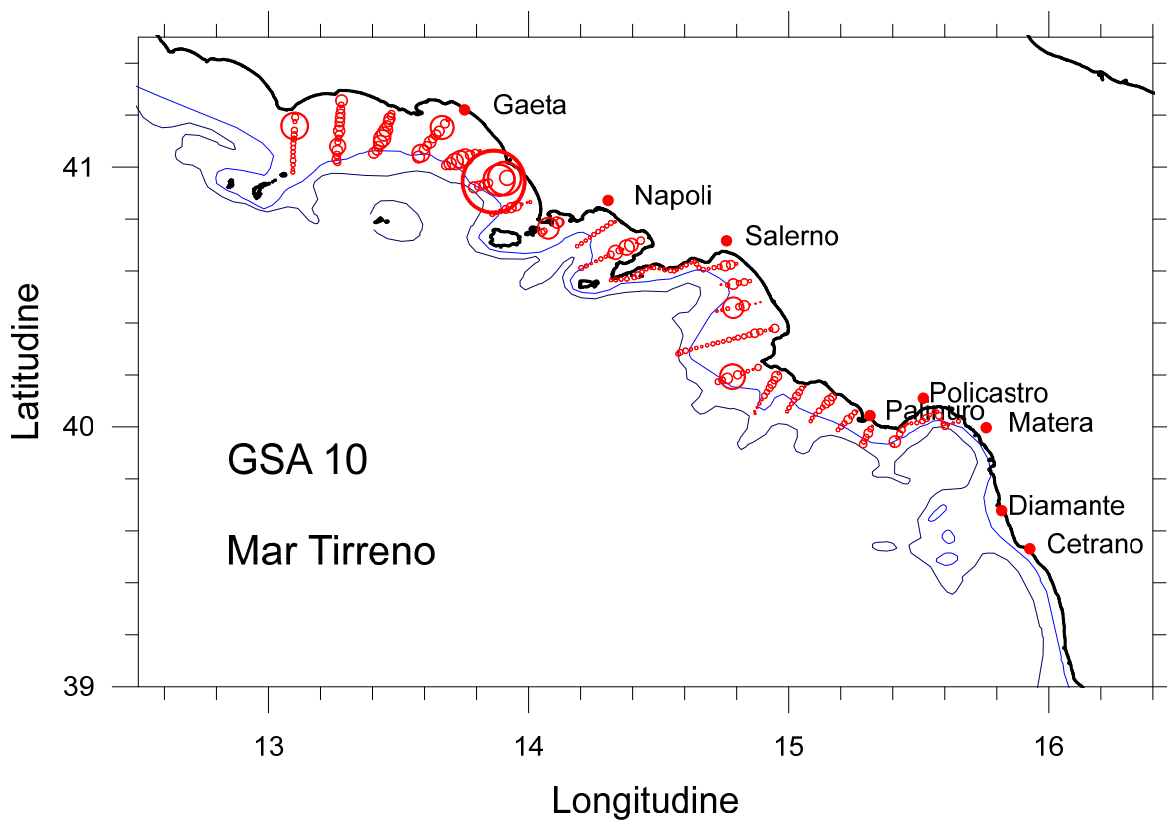 Gaeta
41
Napoli
Salerno
Policastro
Palinuro
Matera
40
GSA 10
Diamante
Mar Tirreno
Cetrano
39
13
14
15
16
Longitudine
Latitudine